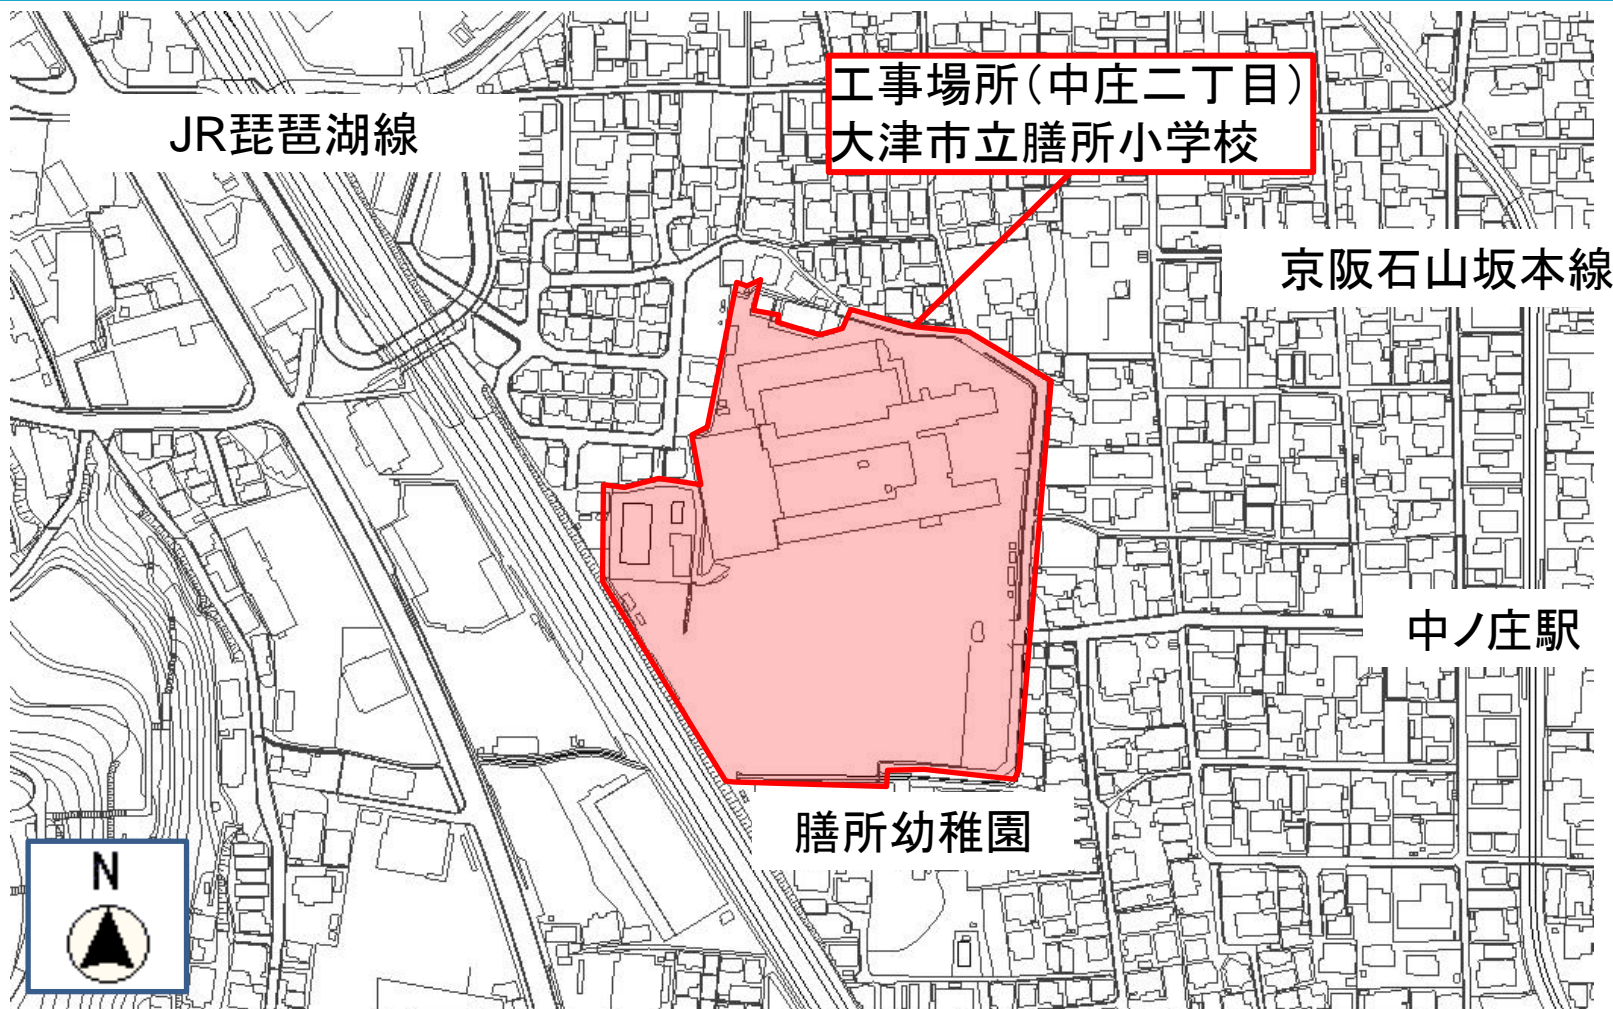 工事場所（中庄二丁目）
大津市立膳所小学校
JR琵琶湖線
京阪石山坂本線
中ノ庄駅
膳所幼稚園
N